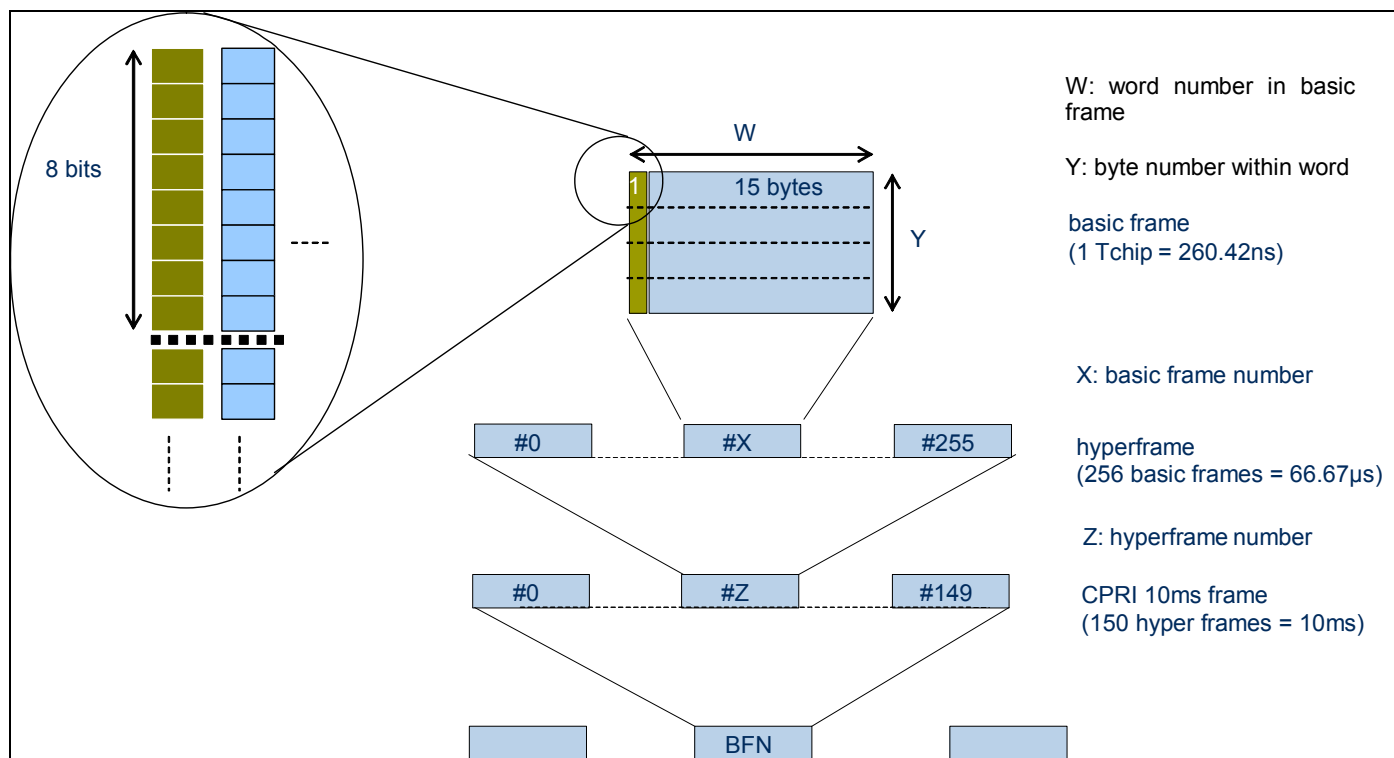 W: word number in basic
frame
W
8 bits
1
15 bytes
Y: byte number within word
Y
basic frame
(1 Tchip = 260.42ns)
X: basic frame number
#0
#X
#255
hyperframe
(256 basic frames = 66.67µs)
Z: hyperframe number
#0
#Z
#149
CPRI 10ms frame
(150 hyper frames = 10ms)
BFN